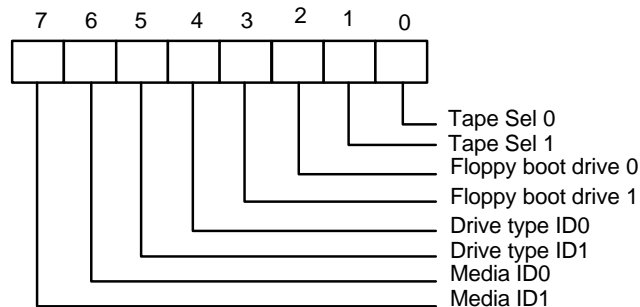 7 6 5 4 3 2 1 0
Tape Sel 0
Tape Sel 1
Floppy boot drive 0
Floppy boot drive 1
Drive type ID0
Drive type ID1
Media ID0
Media ID1